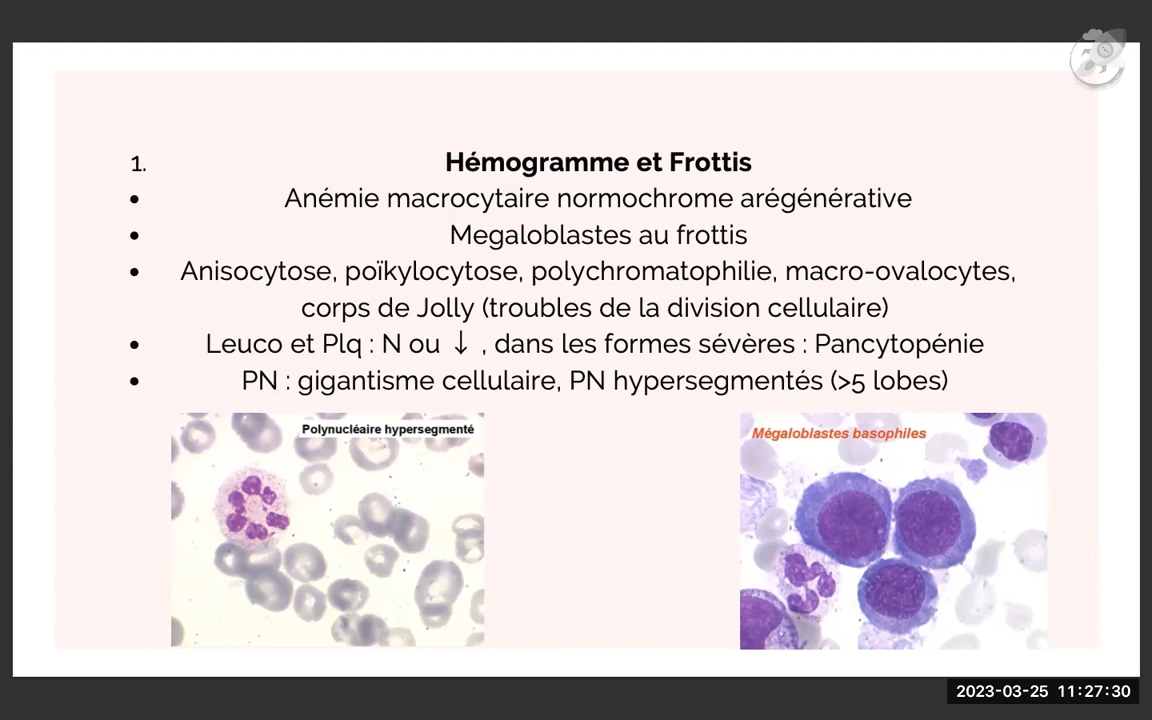 1. Hémogramme et Frottis
• Anémie macrocytaire normochrome arégénérative
• Megaloblastes au frottis
• Anisocytose, poïkylocytose, polychromatophilie, macro-ovalocytes,
corps de Jolly (troubles de la division cellulaire)
• Leuco et Plq : N ou ↓ , dans les formes sévères : Pancytopénie
• PN : gigantisme cellulaire, PN hypersegmentés (>5 lobes)
Polynucléaire hypersegmenté
Mégaloblastes basophiles
2023-03-25 11:27:30